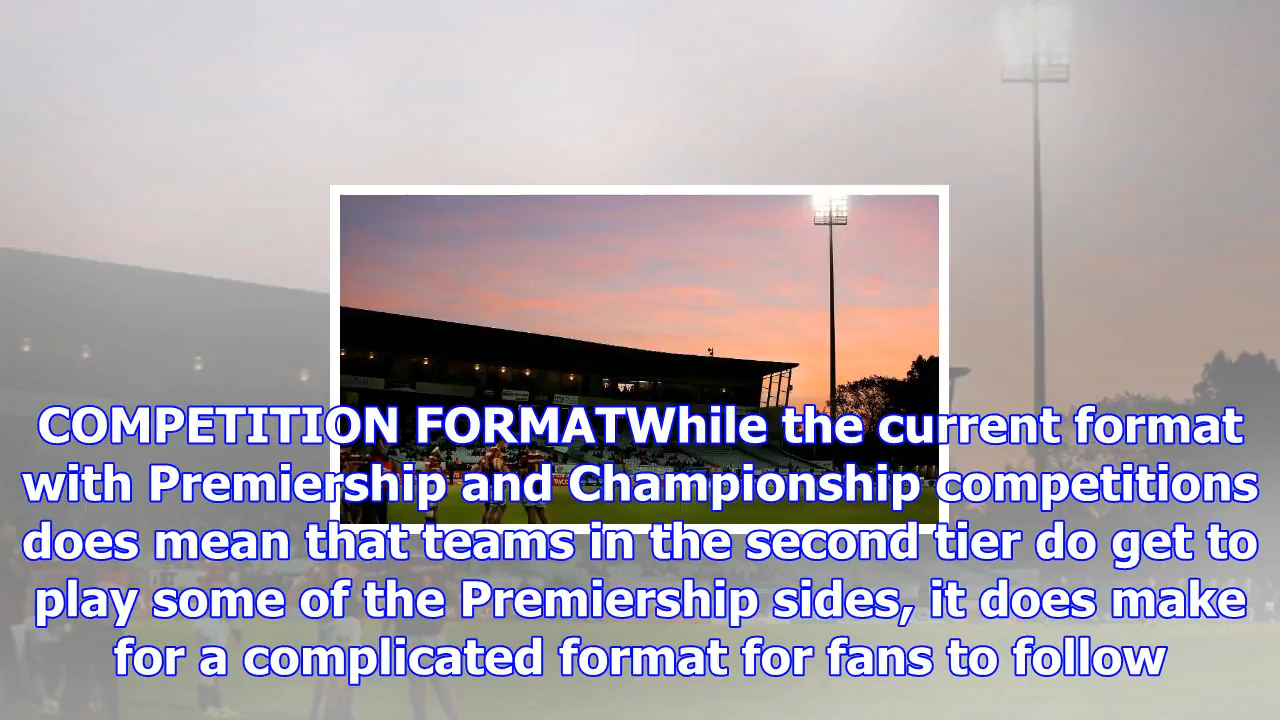 COMPETITION FORMATWhile the current format
with Premiership and Championship competitions
does mean that teams in the second tier do get to
play some of the Premiership sides, it does make
for a complicated format for fans to follow